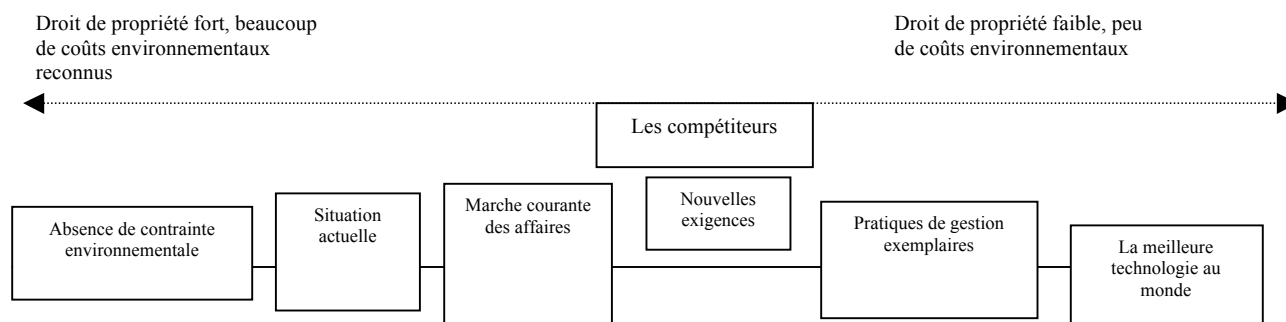 Droit de propriété fort, beaucoup
de coûts environnementaux
reconnus
Droit de propriété faible, peu
de coûts environnementaux
Les compétiteurs
Absence de contrainte
environnementale
Situation
actuelle
Marche courante
des affaires
Nouvelles
exigences
Pratiques de gestion
exemplaires
La meilleure
technologie au
monde